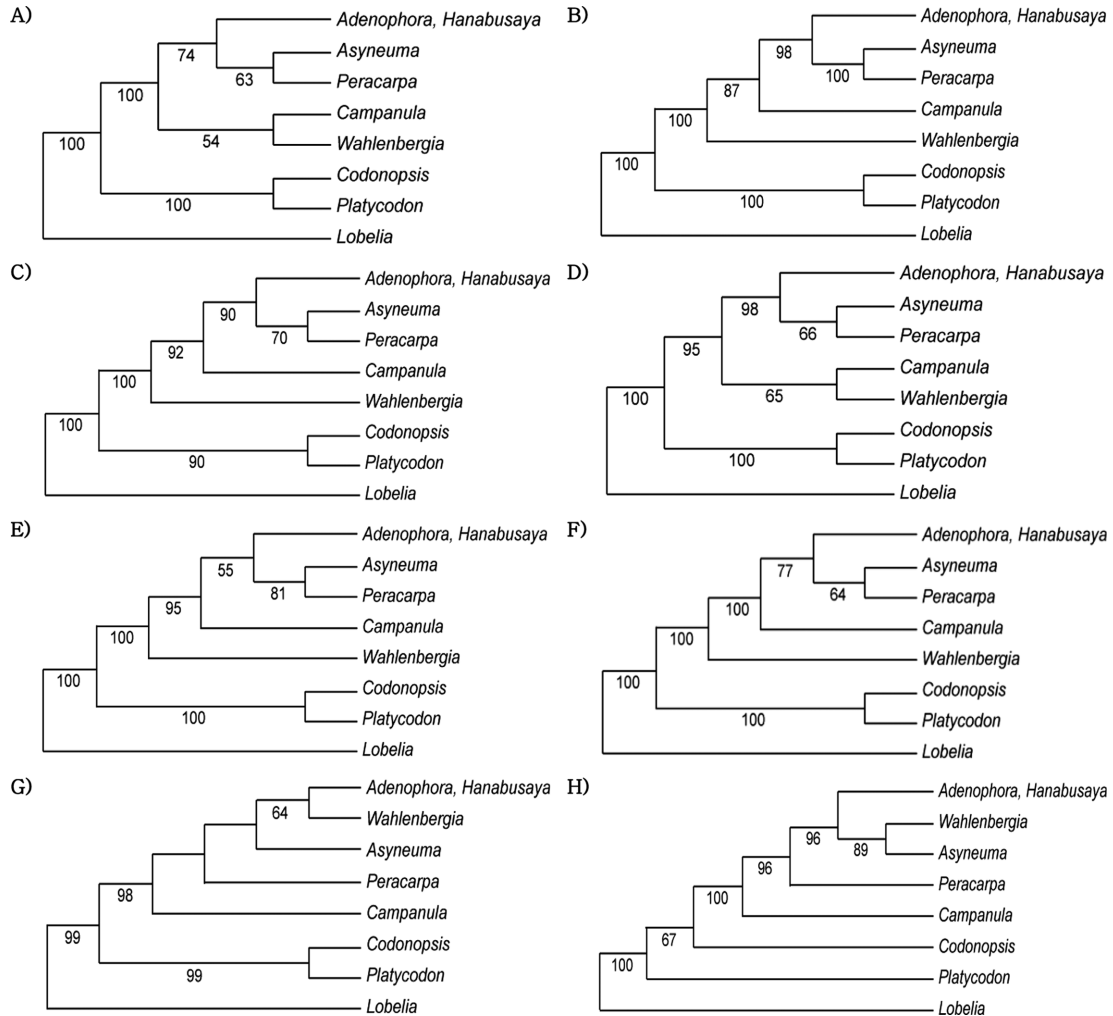 A)
Adenophora, Hanabusaya
74
Asyneuma
63
Peracarpa
100
Campanula
54
Wahlenbergia
100
Codonopsis
100
Platycodon
Lobelia
B)
Adenophora, Hanabusaya
98
Asyneuma
100
Peracarpa
87
Campanula
100
Wahlenbergia
100
Codonopsis
100
Platycodon
Lobelia
C)
Adenophora, Hanabusaya
90
Asyneuma
70
Peracarpa
92
Campanula
100
Wahlenbergia
100
Codonopsis
90
Platycodon
Lobelia
D)
Adenophora, Hanabusaya
98
Asyneuma
66
Peracarpa
95
Campanula
65
Wahlenbergia
100
Codonopsis
100
Platycodon
Lobelia
E)
Adenophora, Hanabusaya
55
Asyneuma
81
Peracarpa
95
Campanula
100
Wahlenbergia
100
Codonopsis
100
Platycodon
Lobelia
F)
Adenophora, Hanabusaya
77
Asyneuma
64
Peracarpa
100
Campanula
100
Wahlenbergia
100
Codonopsis
100
Platycodon
Lobelia
G)
Adenophora, Hanabusaya
64
Wahlenbergia
Asyneuma
Peracarpa
98
Campanula
99
Codonopsis
99
Platycodon
Lobelia
H)
Adenophora, Hanabusaya
96
Wahlenbergia
89
Asyneuma
96
Peracarpa
100
Campanula
67
Codonopsis
100
Platycodon
Lobelia